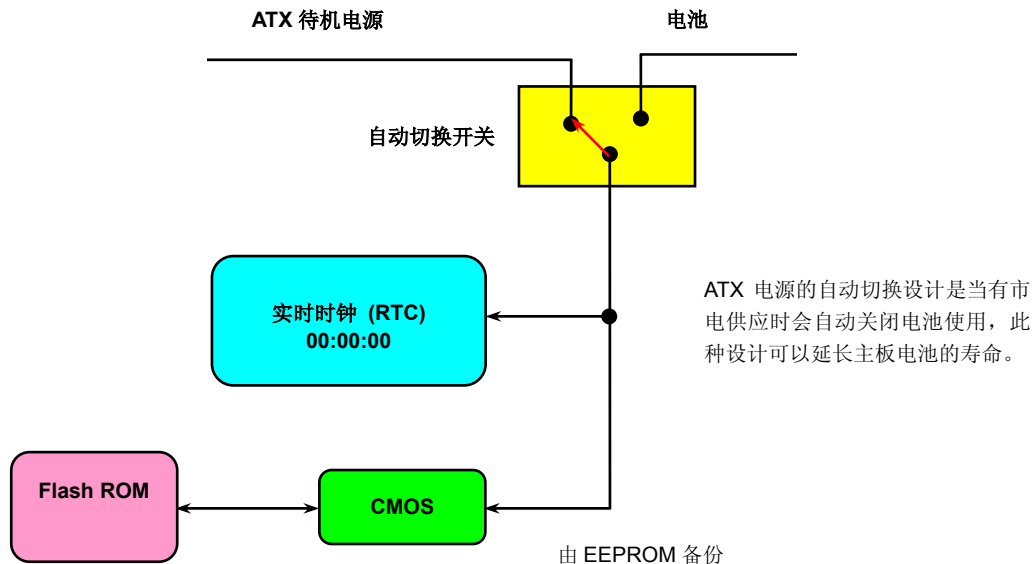 ATX 待机电源
电池
自动切换开关
实时时钟 (RTC)
00:00:00
ATX 电源的自动切换设计是当有市
电供应时会自动关闭电池使用，此
种设计可以延长主板电池的寿命。
Flash ROM
CMOS
由 EEPROM 备份